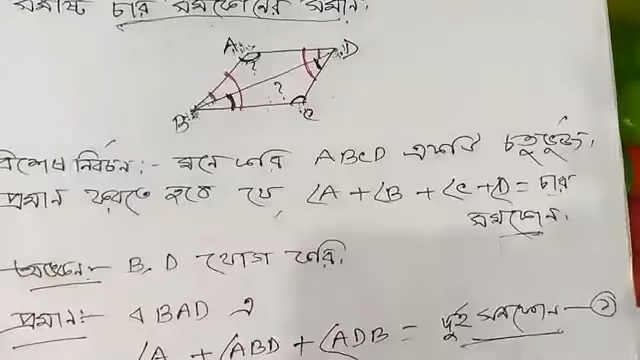 সমষ্টি চার সমকোণের সমান।
A D
?
?
B C
বিশেষ নির্বচন:- মনে করি ABCD একটি চতুর্ভুজ।
প্রমান করতে হবে যে ∠A + ∠B + ∠C + ∠D = চার
সমকোন.
অঙ্কন:- B, D যোগ করি।
প্রমান:- ∆ BAD এ
∠A + ∠ABD + ∠ADB = দুই সমকোন —